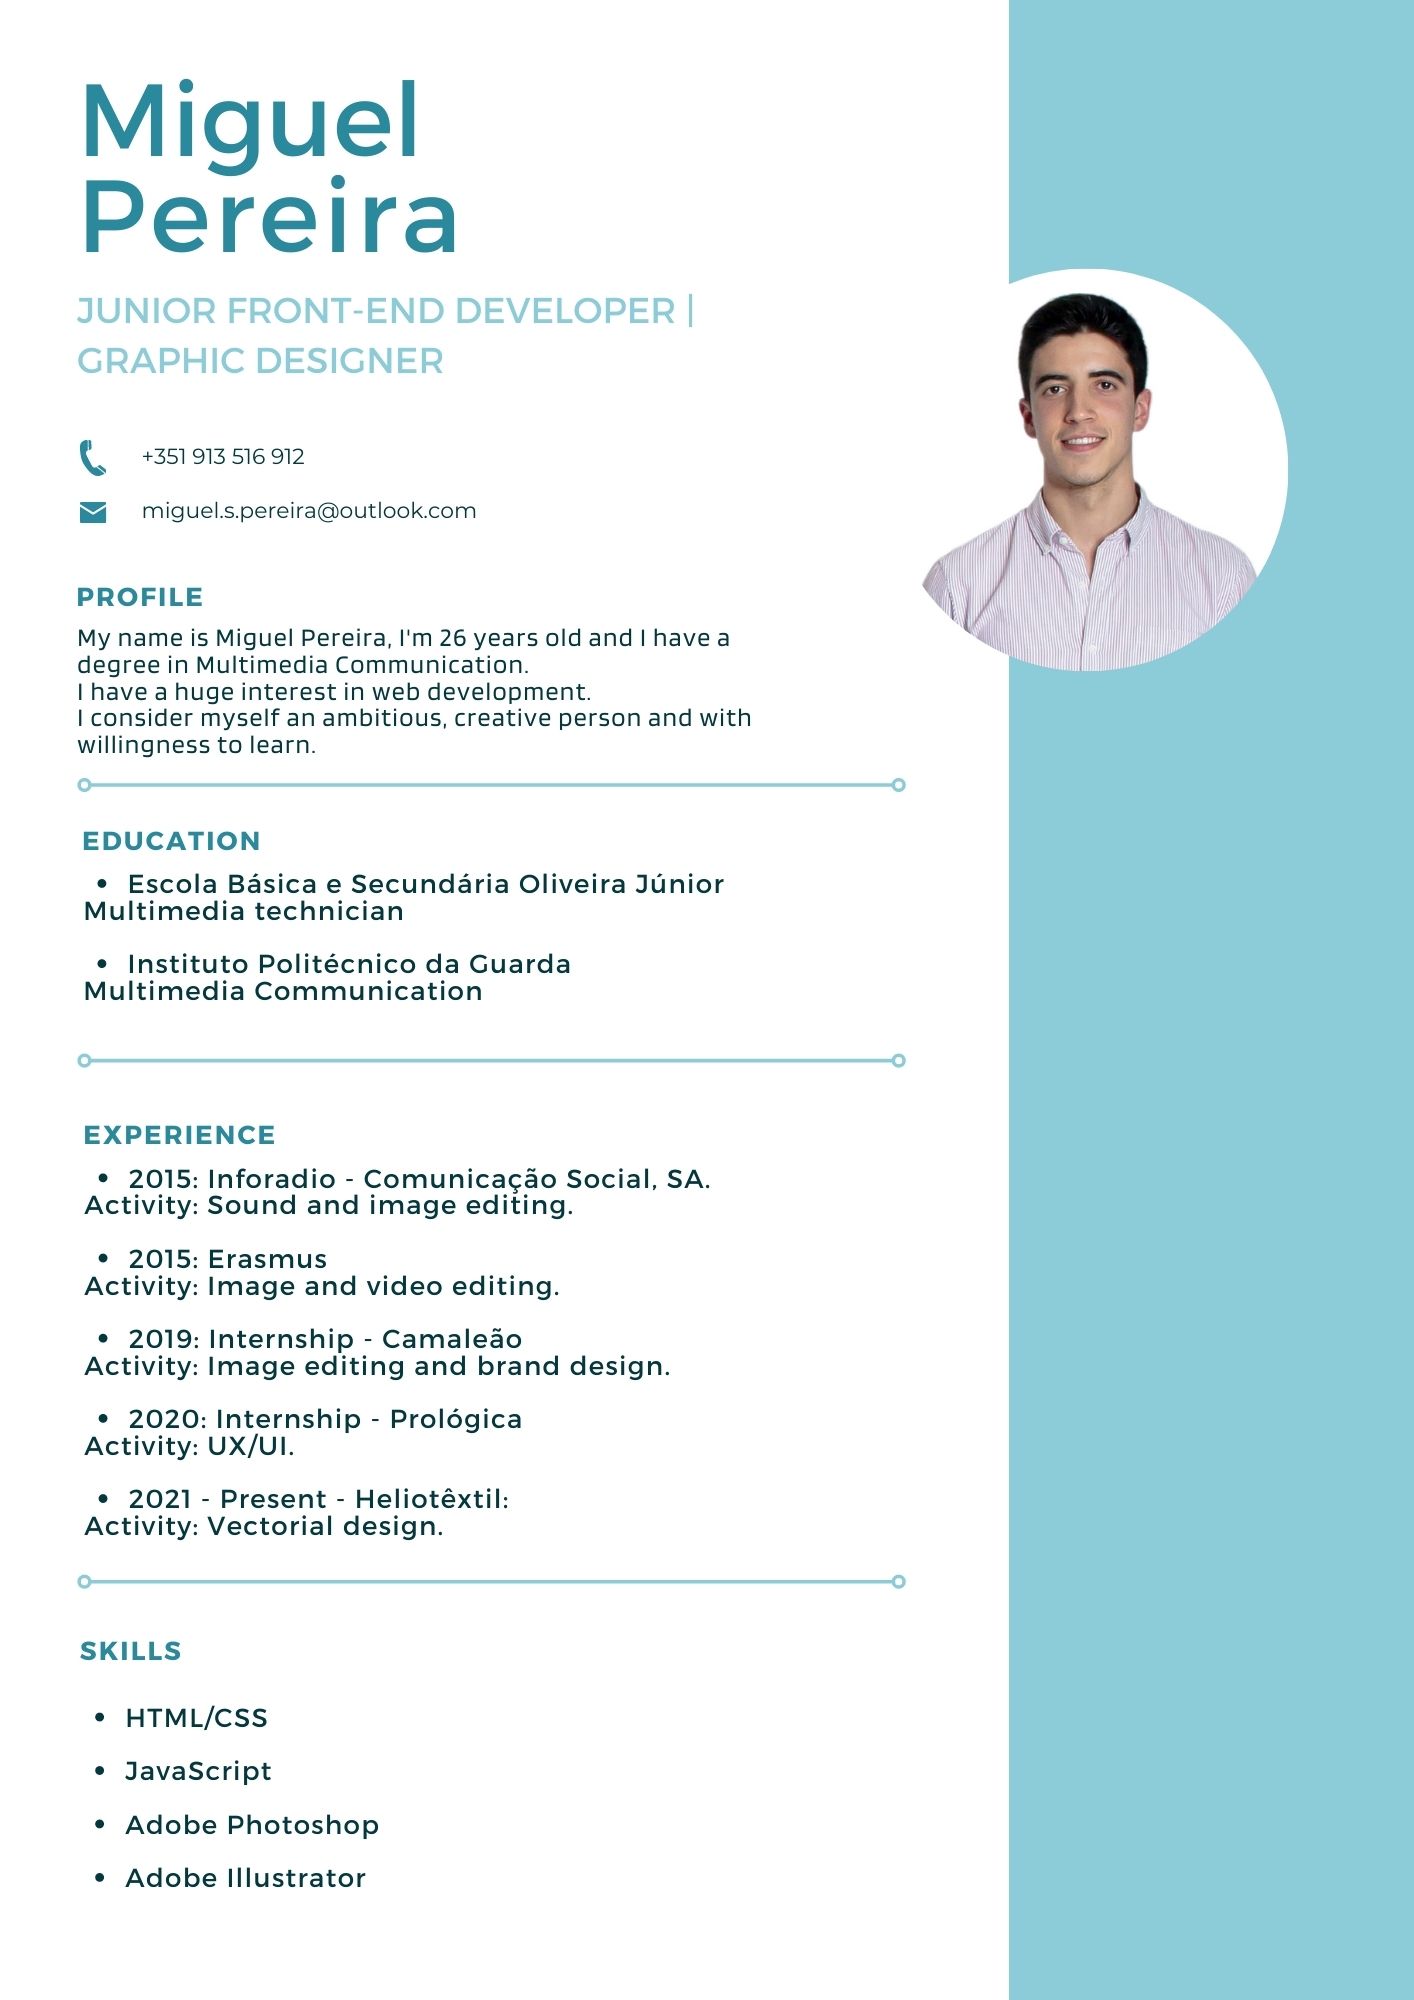 Miguel
Pereira
JUNIOR FRONT-END DEVELOPER |
GRAPHIC DESIGNER
+351 913 516 912
miguel.s.pereira@outlook.com
PROFILE
My name is Miguel Pereira, I'm 26 years old and I have a
degree in Multimedia Communication.
I have a huge interest in web development.
I consider myself an ambitious, creative person and with
willingness to learn.
EDUCATION
• Escola Básica e Secundária Oliveira Júnior
Multimedia technician
• Instituto Politécnico da Guarda
Multimedia Communication
EXPERIENCE
• 2015: Inforadio - Comunicação Social, SA.
Activity: Sound and image editing.
• 2015: Erasmus
Activity: Image and video editing.
• 2019: Internship - Camaleão
Activity: Image editing and brand design.
• 2020: Internship - Prológica
Activity: UX/UI.
• 2021 - Present - Heliotêxtil:
Activity: Vectorial design.
SKILLS
• HTML/CSS
• JavaScript
• Adobe Photoshop
• Adobe Illustrator